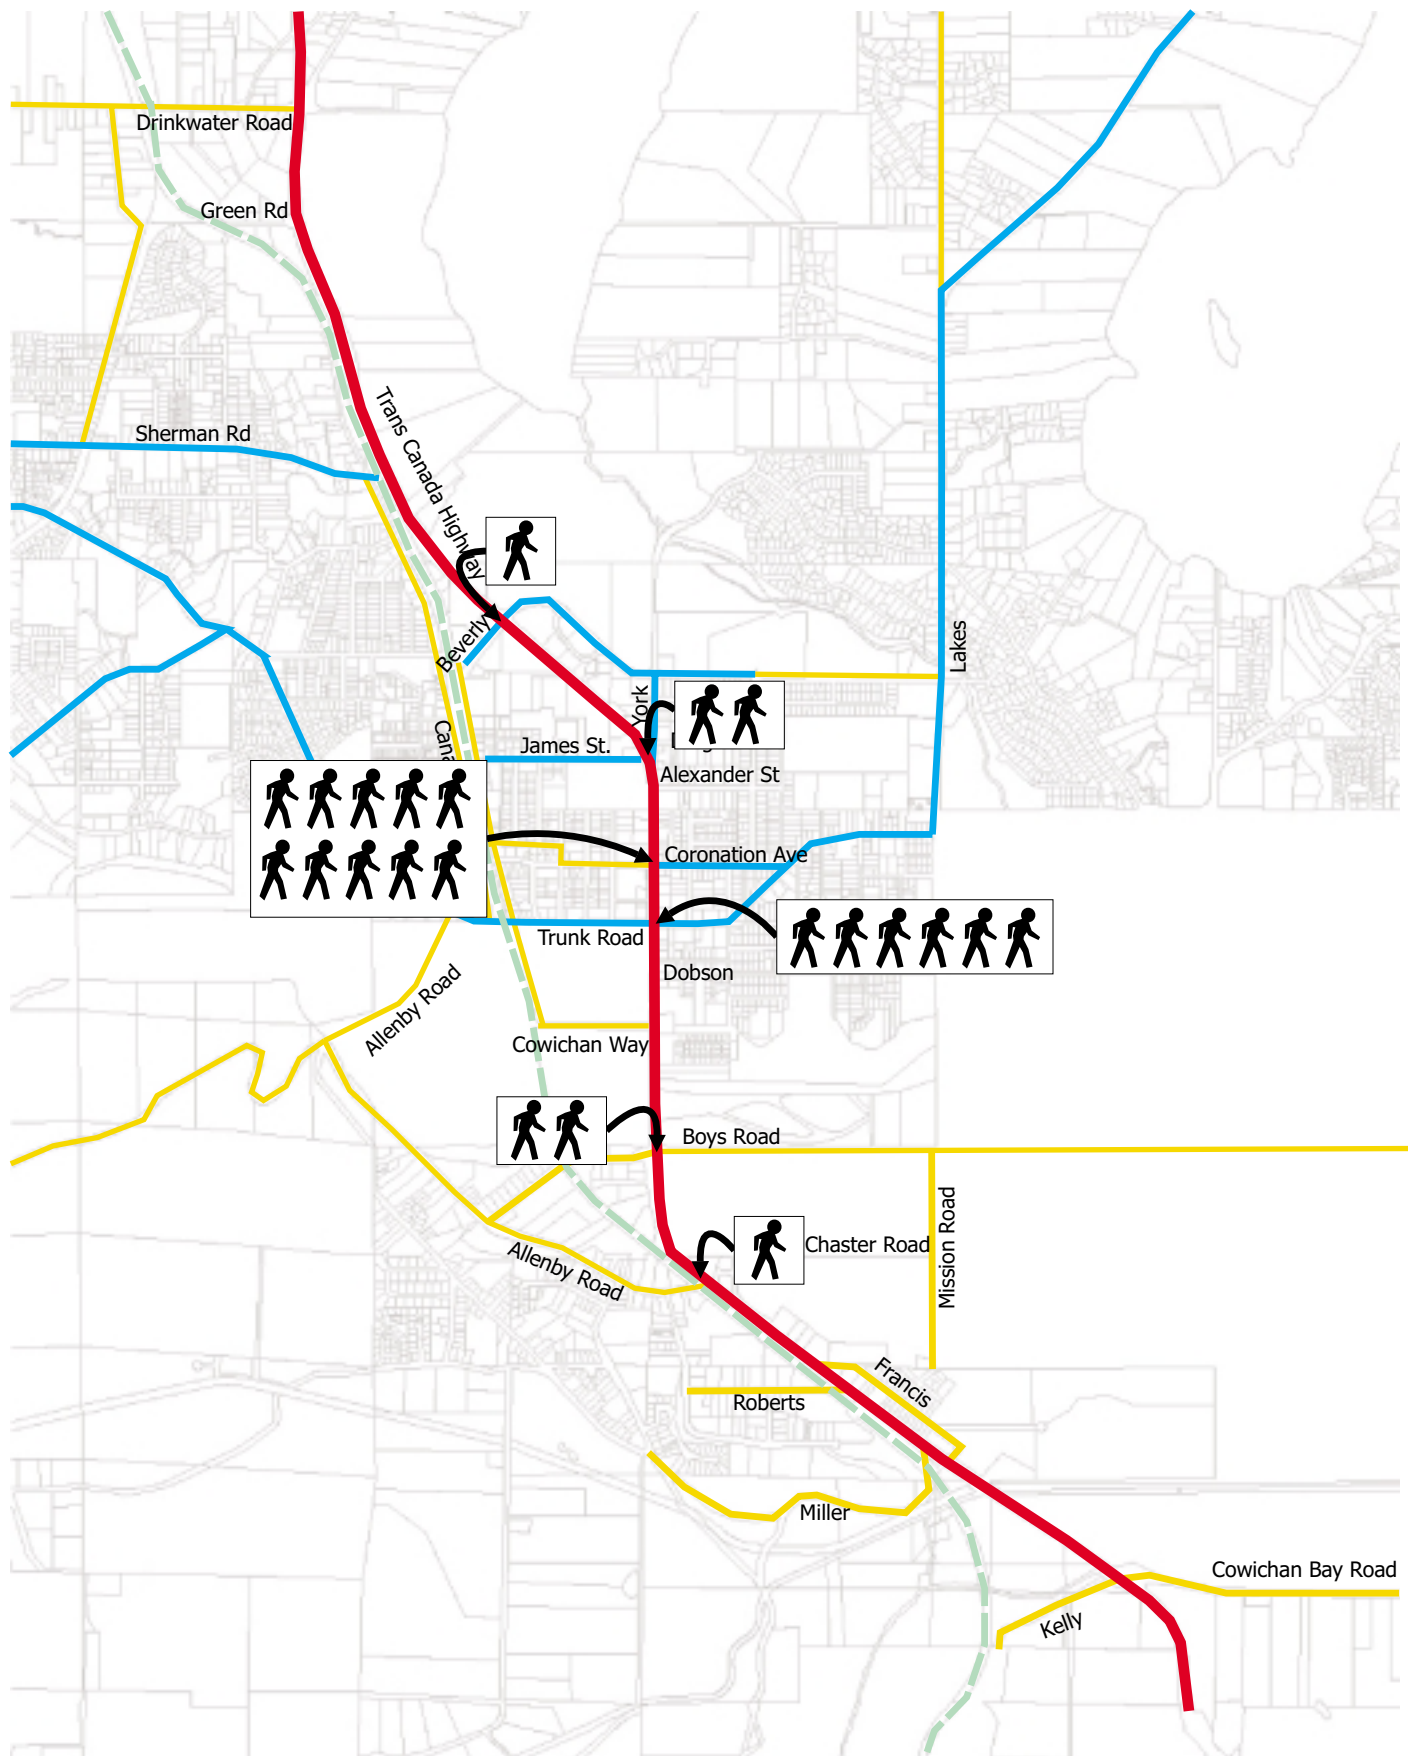 Drinkwater Road
Green Rd
Trans Canada Highway
Sherman Rd
Beverly
Lakes
York
James St.
Alexander St
Coronation Ave
Trunk Road
Dobson
Allenby Road
Cowichan Way
Boys Road
Mission Road
Chaster Road
Allenby Road
Francis
Roberts
Miller
Cowichan Bay Road
Kelly